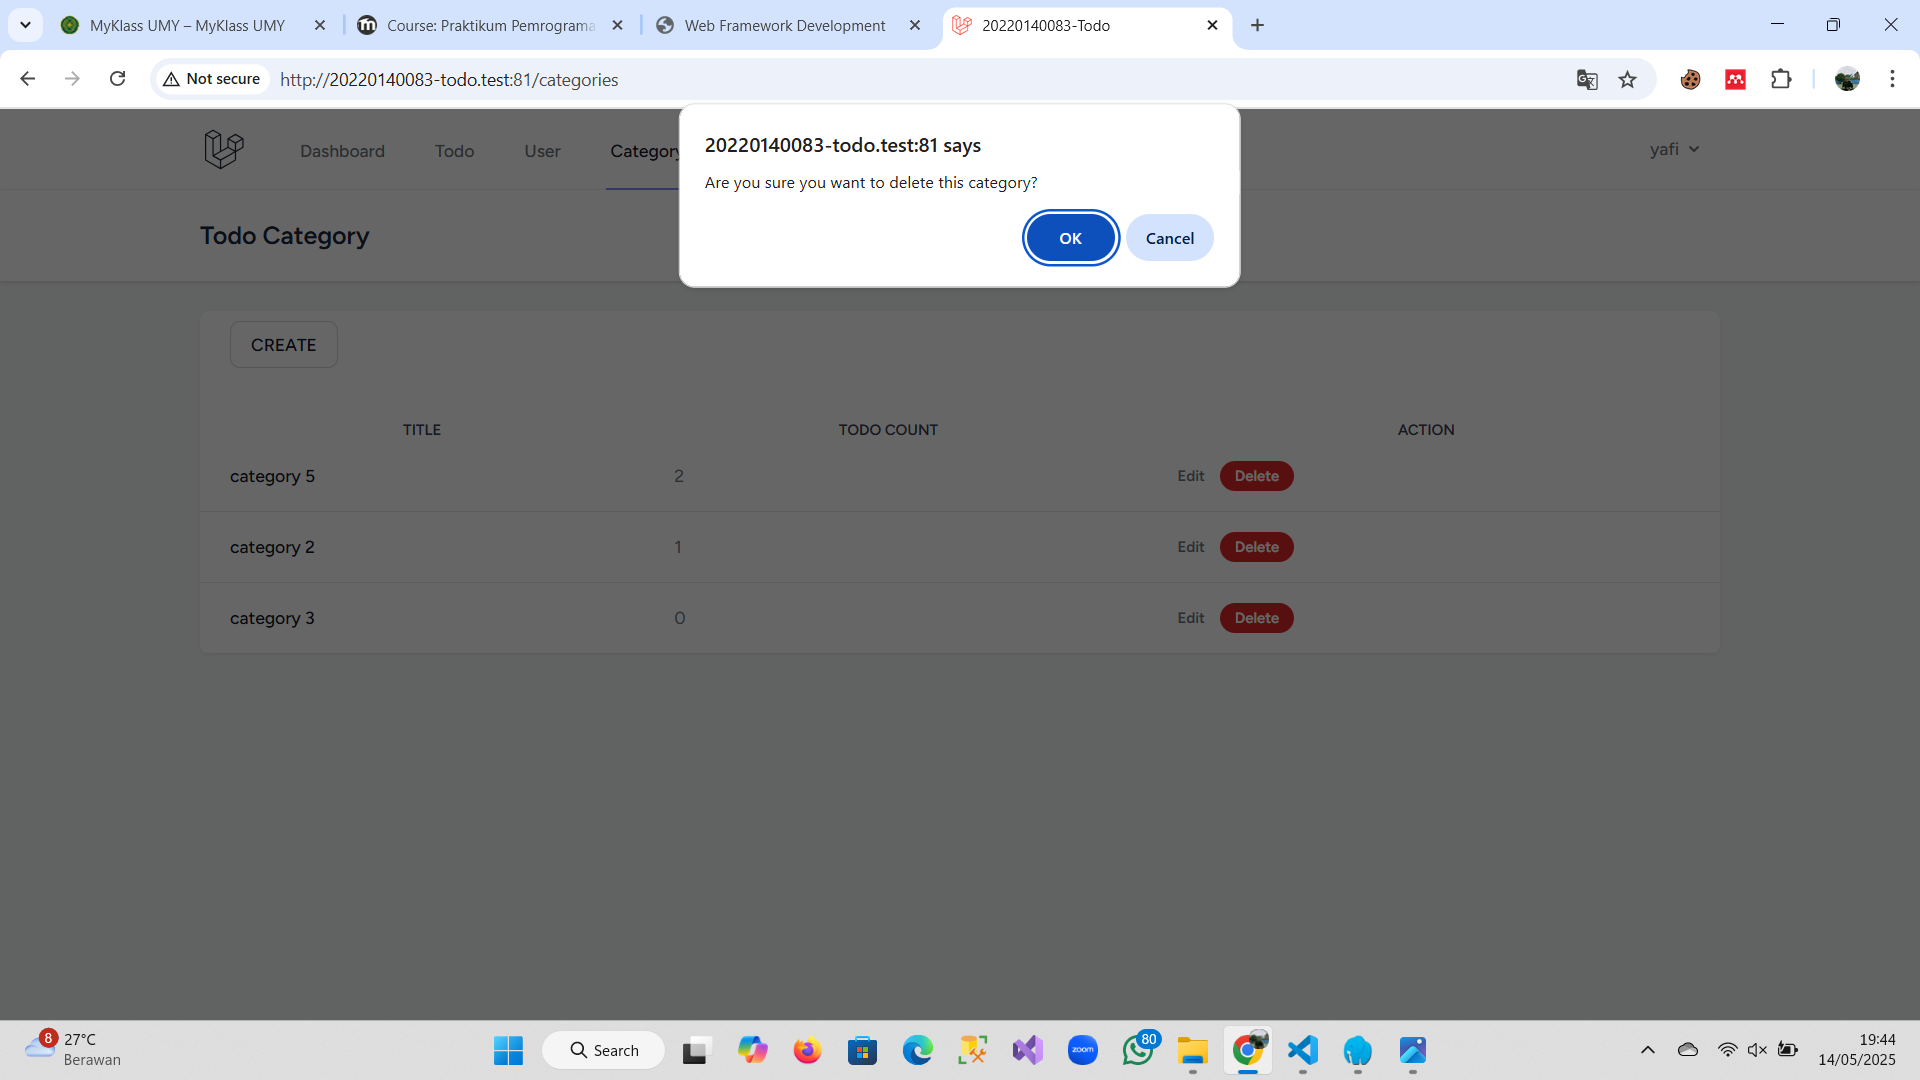 MyKlass UMY – MyKlass UMY
Course: Praktikum Pemrograma
Web Framework Development
20220140083-Todo
Not secure
http://20220140083-todo.test:81/categories
20220140083-todo.test:81 says
Are you sure you want to delete this category?
OK
Cancel
Dashboard
Todo
User
Category
yafi
Todo Category
CREATE
TITLE
TODO COUNT
ACTION
category 5
2
Edit
Delete
category 2
1
Edit
Delete
category 3
0
Edit
Delete
8
27°C
Berawan
Search
zoom
80
19:44
14/05/2025